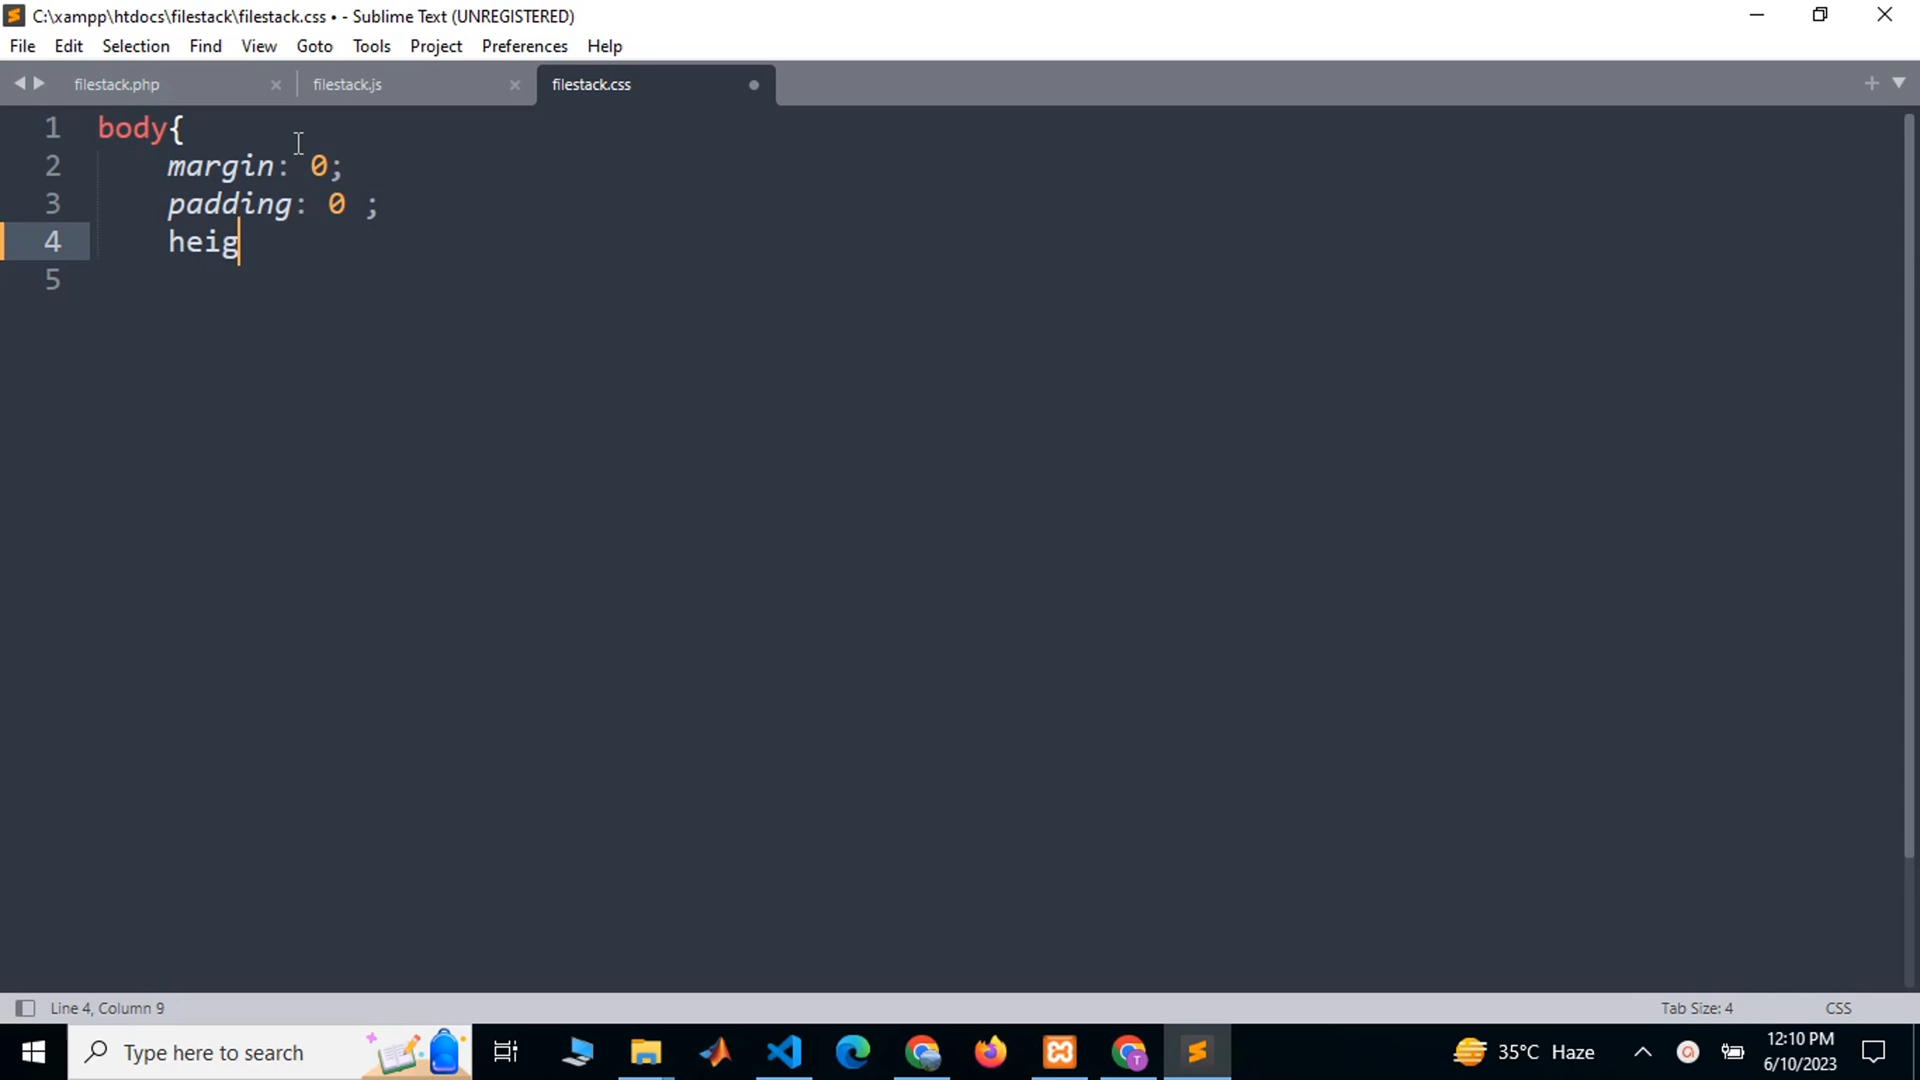 C:\xampp\htdocs\filestack\filestack.css • - Sublime Text (UNREGISTERED)
File Edit Selection Find View Goto Tools Project Preferences Help
filestack.php filestack.js filestack.css
1 body{
2 margin: 0;
3 padding: 0 ;
4 heig
5
Line 4, Column 9 Tab Size: 4 CSS
Type here to search 35°C Haze 12:10 PM
6/10/2023